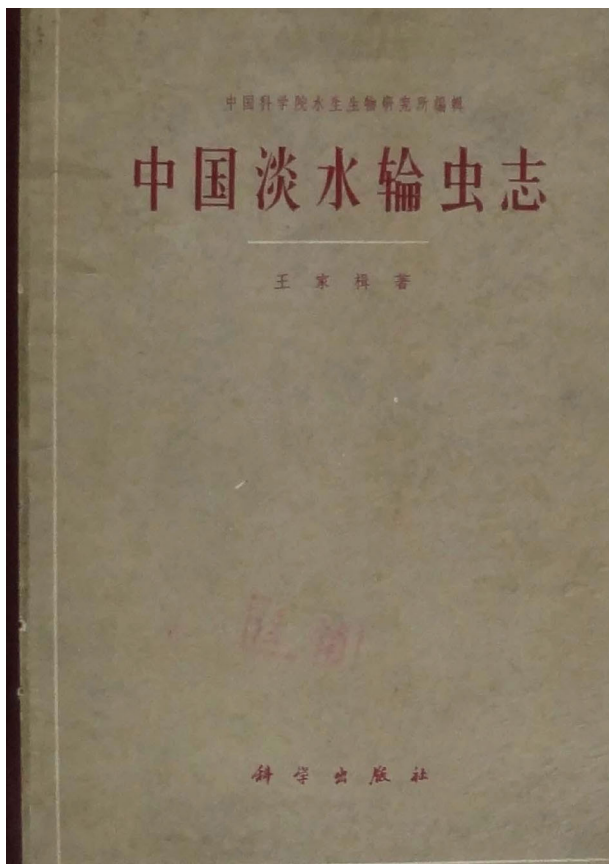 中国科学院水生生物研究所编辑
中国淡水轮虫志
王家楫著
科学出版社